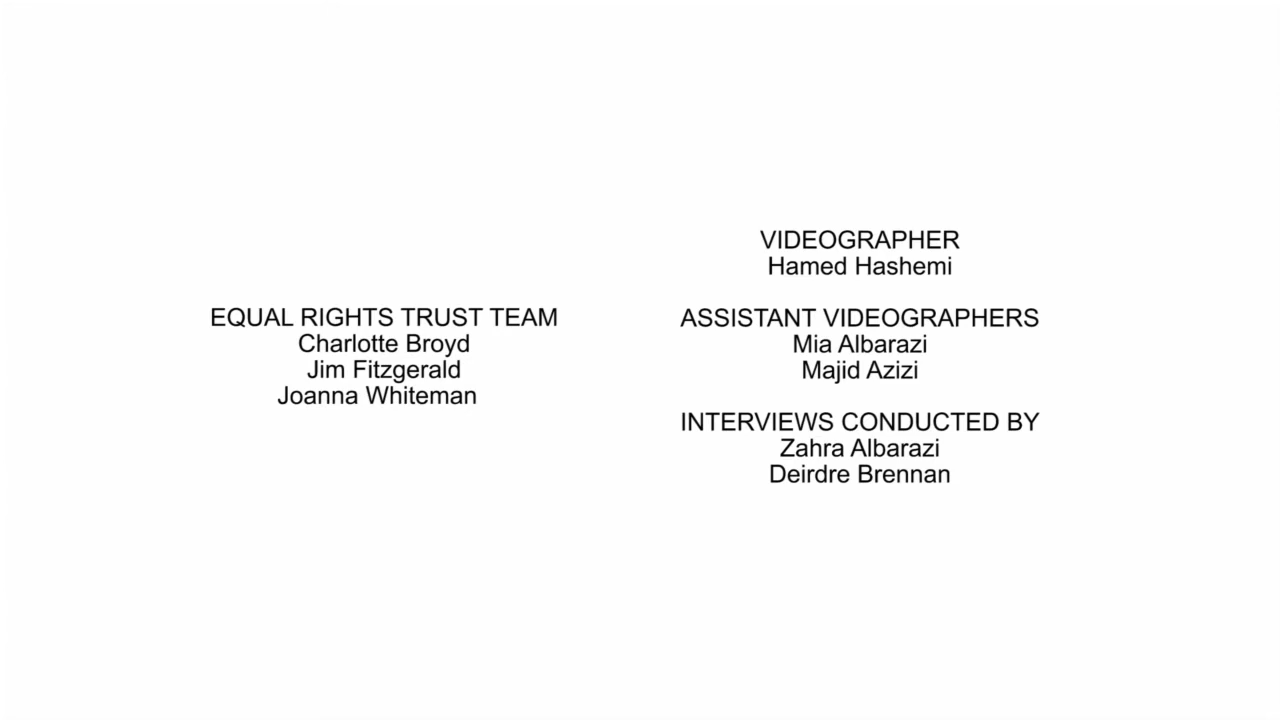 EQUAL RIGHTS TRUST TEAM
Charlotte Broyd
Jim Fitzgerald
Joanna Whiteman
VIDEOGRAPHER
Hamed Hashemi
ASSISTANT VIDEOGRAPHERS
Mia Albarazi
Majid Azizi
INTERVIEWS CONDUCTED BY
Zahra Albarazi
Deirdre Brennan